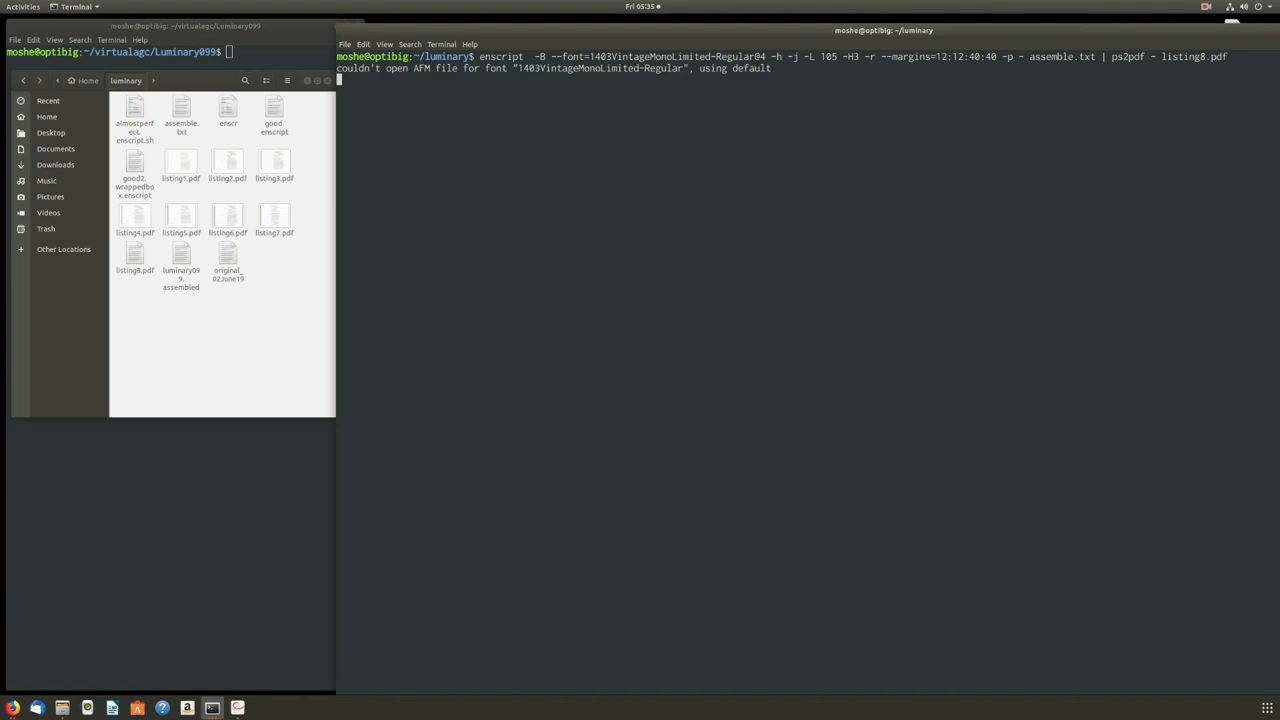 Activities
Terminal
Fri 05:35
moshe@optibig: ~/virtualagc/Luminary099
File Edit View Search Terminal Help
moshe@optibig:~/virtualagc/Luminary099$
Home
luminary
Recent
Home
Desktop
Documents
Downloads
Music
Pictures
Videos
Trash
Other Locations
almostperfect.enscript.sh
assemble.txt
enscr
good.enscript
good2.wrappedbox.enscript
listing1.pdf
listing2.pdf
listing3.pdf
listing4.pdf
listing5.pdf
listing6.pdf
listing7.pdf
listing8.pdf
luminary099.assembled
original_02June19
moshe@optibig: ~/luminary
File Edit View Search Terminal Help
moshe@optibig:~/luminary$ enscript  -B --font=1403VintageMonoLimited-Regular@4 -h -j -L 105 -H3 -r --margins=12:12:40:40 -p - assemble.txt | ps2pdf - listing8.pdf
couldn't open AFM file for font "1403VintageMonoLimited-Regular", using default